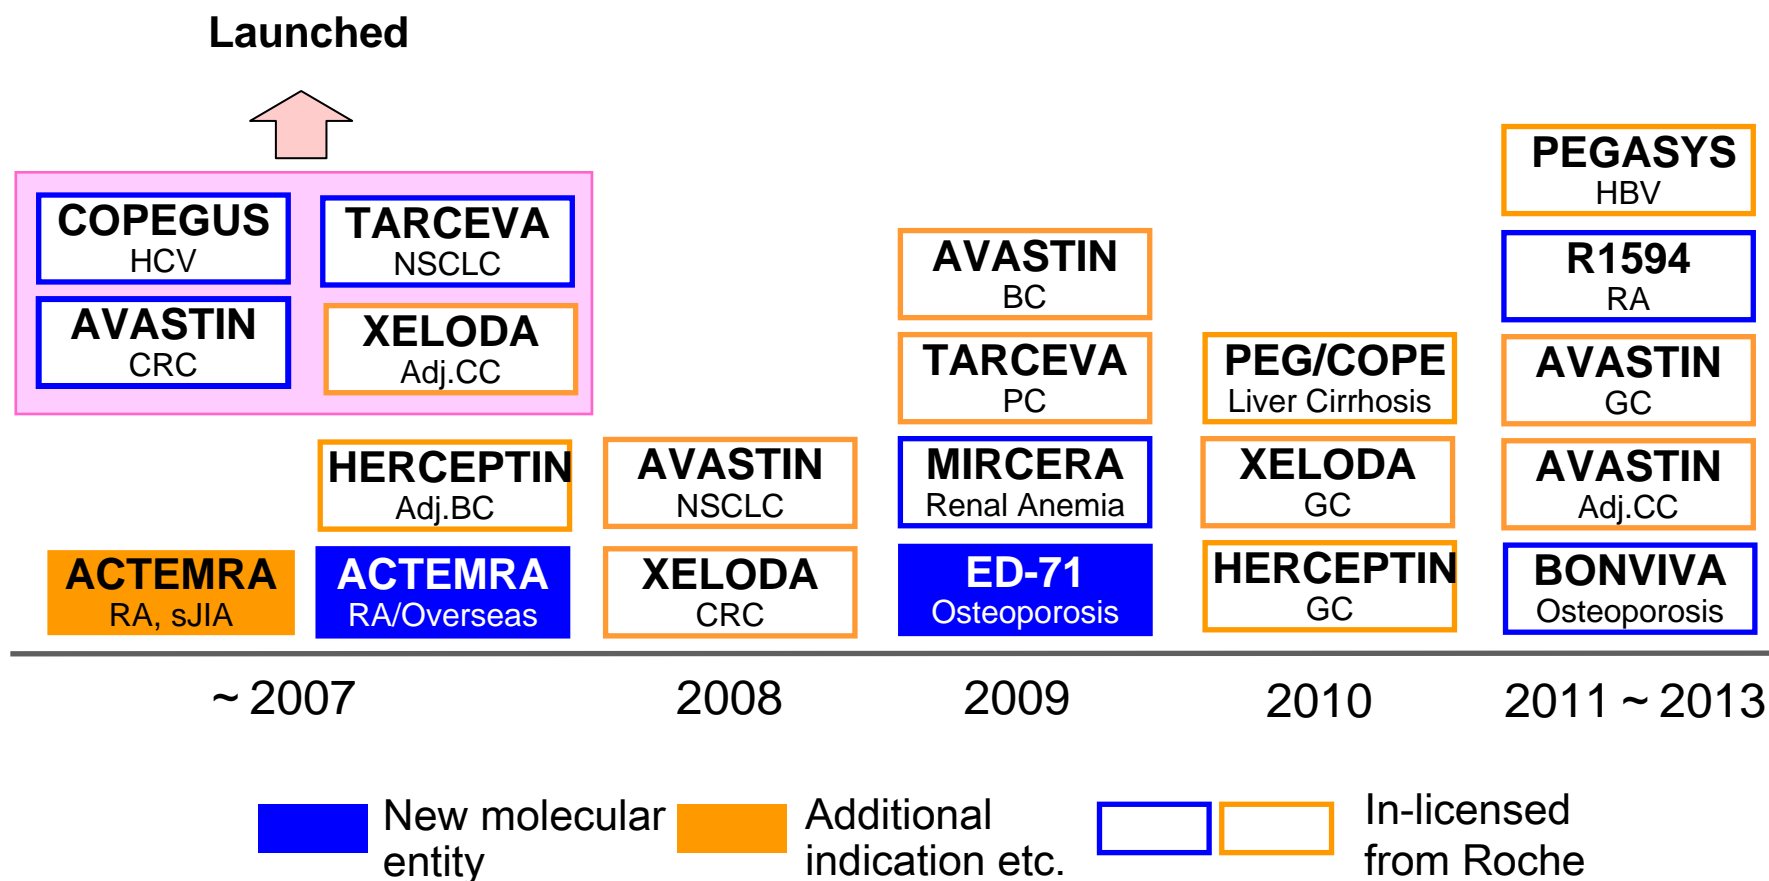 Launched
COPEGUS
HCV
TARCEVA
NSCLC
AVASTIN
CRC
XELODA
Adj.CC
HERCEPTIN
Adj.BC
ACTEMRA
RA, sJIA
ACTEMRA
RA/Overseas
AVASTIN
NSCLC
XELODA
CRC
AVASTIN
BC
TARCEVA
PC
MIRCERA
Renal Anemia
ED-71
Osteoporosis
PEG/COPE
Liver Cirrhosis
XELODA
GC
HERCEPTIN
GC
PEGASYS
HBV
R1594
RA
AVASTIN
GC
AVASTIN
Adj.CC
BONVIVA
Osteoporosis
~ 2007
2008
2009
2010
2011 ~ 2013
New molecular
entity
Additional
indication etc.
In-licensed
from Roche